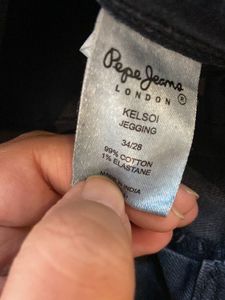 Pepe Jeans
LONDON ®
KELSOI
JEGGING
34/28
99% COTTON
1% ELASTANE
MADE IN INDIA